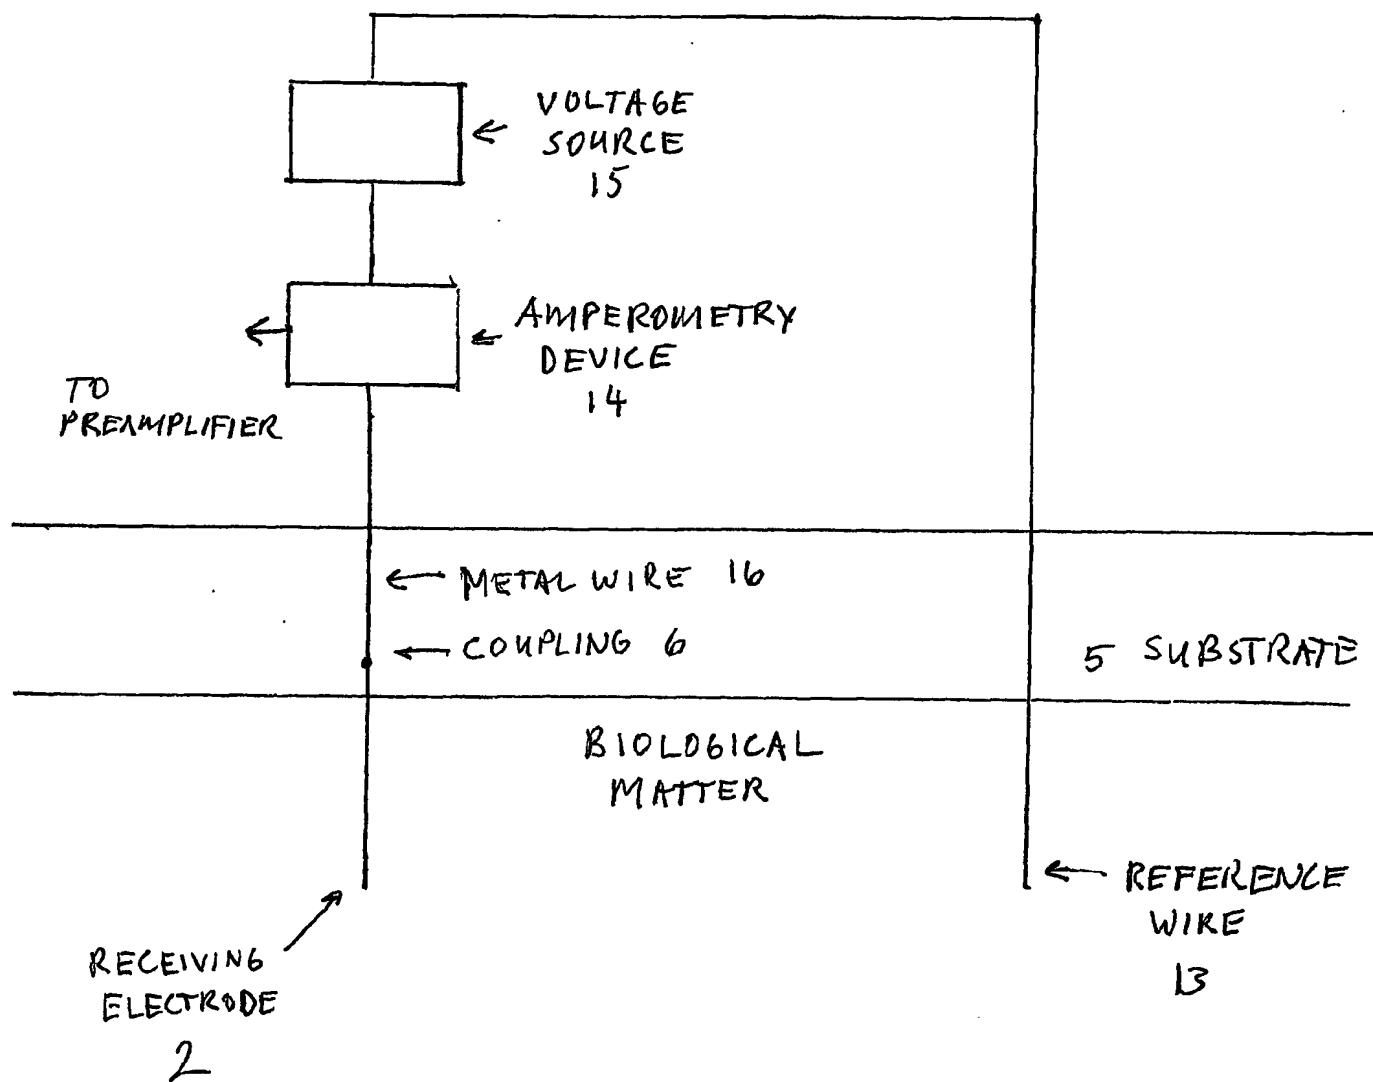 VOLTAGE
SOURCE
15
AMPEROMETRY
DEVICE
14
TO
PREAMPLIFIER
METAL WIRE 16
COUPLING 6
5 SUBSTRATE
BIOLOGICAL
MATTER
REFERENCE
WIRE
13
RECEIVING
ELECTRODE
2